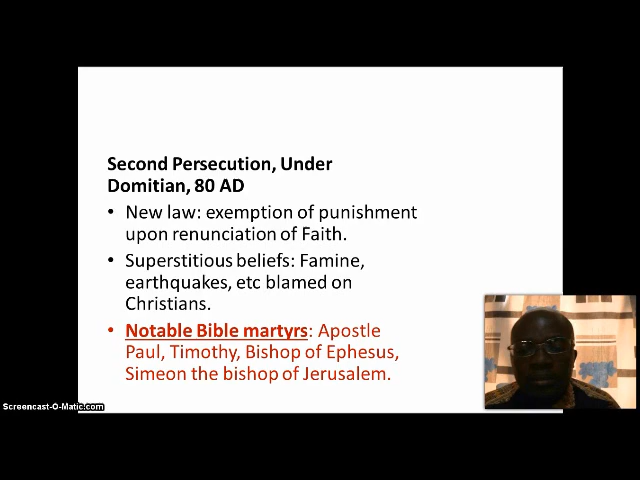 Second Persecution, Under
Domitian, 80 AD
• New law: exemption of punishment
upon renunciation of Faith.
• Superstitious beliefs: Famine,
earthquakes, etc blamed on
Christians.
• Notable Bible martyrs: Apostle
Paul, Timothy, Bishop of Ephesus,
Simeon the bishop of Jerusalem.
Screencast-O-Matic.com